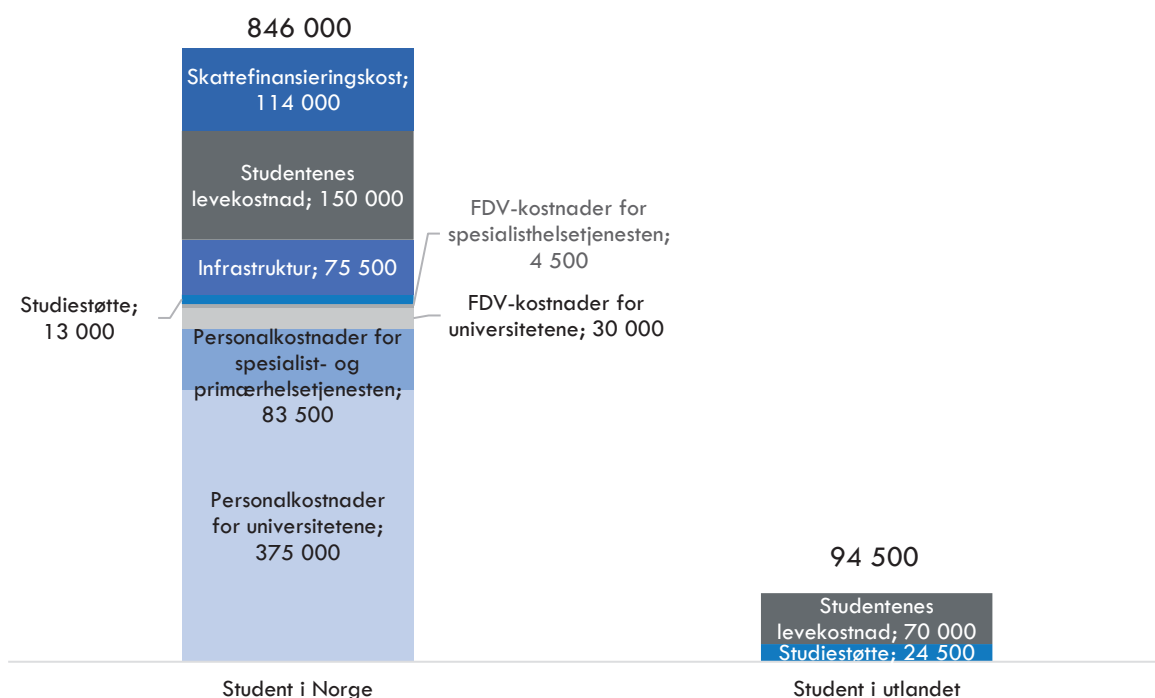 846 000
Skattefinansieringskost;
114 000
Studentenes
levekostnad; 150 000
Infrastruktur; 75 500
Studiestøtte;
13 000
FDV-kostnader for
spesialisthelsetjenesten;
4 500
FDV-kostnader for
universitetene; 30 000
Personalkostnader for
spesialist- og
primærhelsetjenesten;
83 500
Personalkostnader
for universitetene;
375 000
Student i Norge
94 500
Studentenes
levekostnad; 70 000
Studiestøtte; 24 500
Student i utlandet